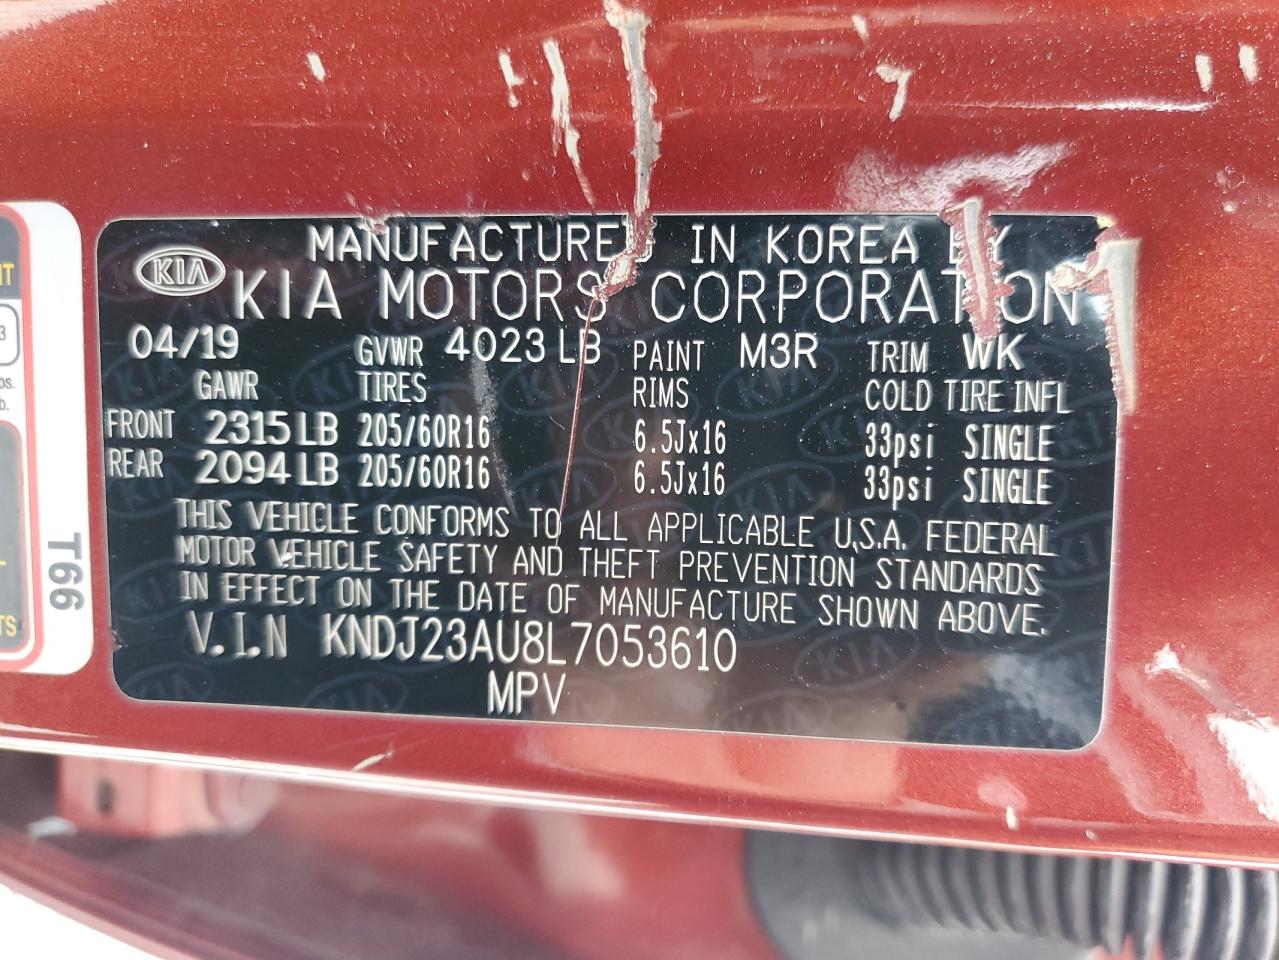 MANUFACTURED IN KOREA BY
KIA KIA MOTORS CORPORATION
04/19 GVWR 4023 LB PAINT M3R TRIM WK
GAWR TIRES RIMS COLD TIRE INFL
FRONT 2315 LB 205/60R16 6.5Jx16 33psi SINGLE
REAR 2094 LB 205/60R16 6.5Jx16 33psi SINGLE
THIS VEHICLE CONFORMS TO ALL APPLICABLE U.S.A. FEDERAL
MOTOR VEHICLE SAFETY AND THEFT PREVENTION STANDARDS
IN EFFECT ON THE DATE OF MANUFACTURE SHOWN ABOVE.
V.I.N KNDJ23AU8L7053610
MPV
T66